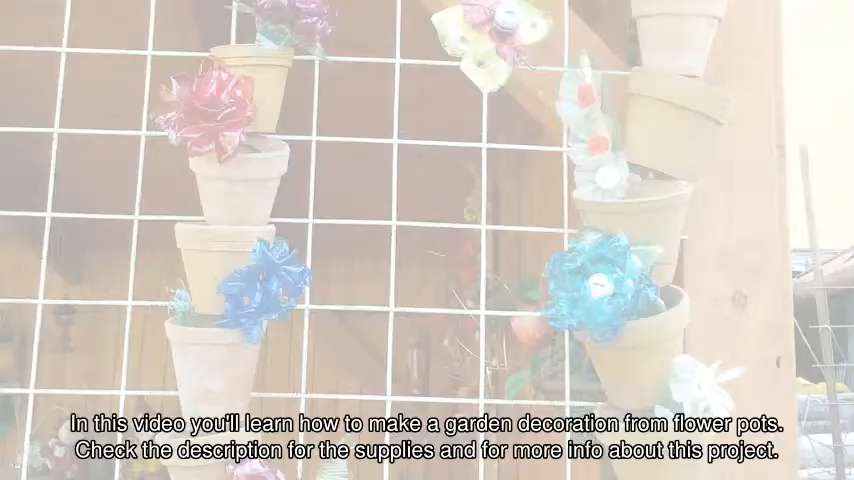 In this video you'll learn how to make a garden decoration from flower pots.
Check the description for the supplies and for more info about this project.